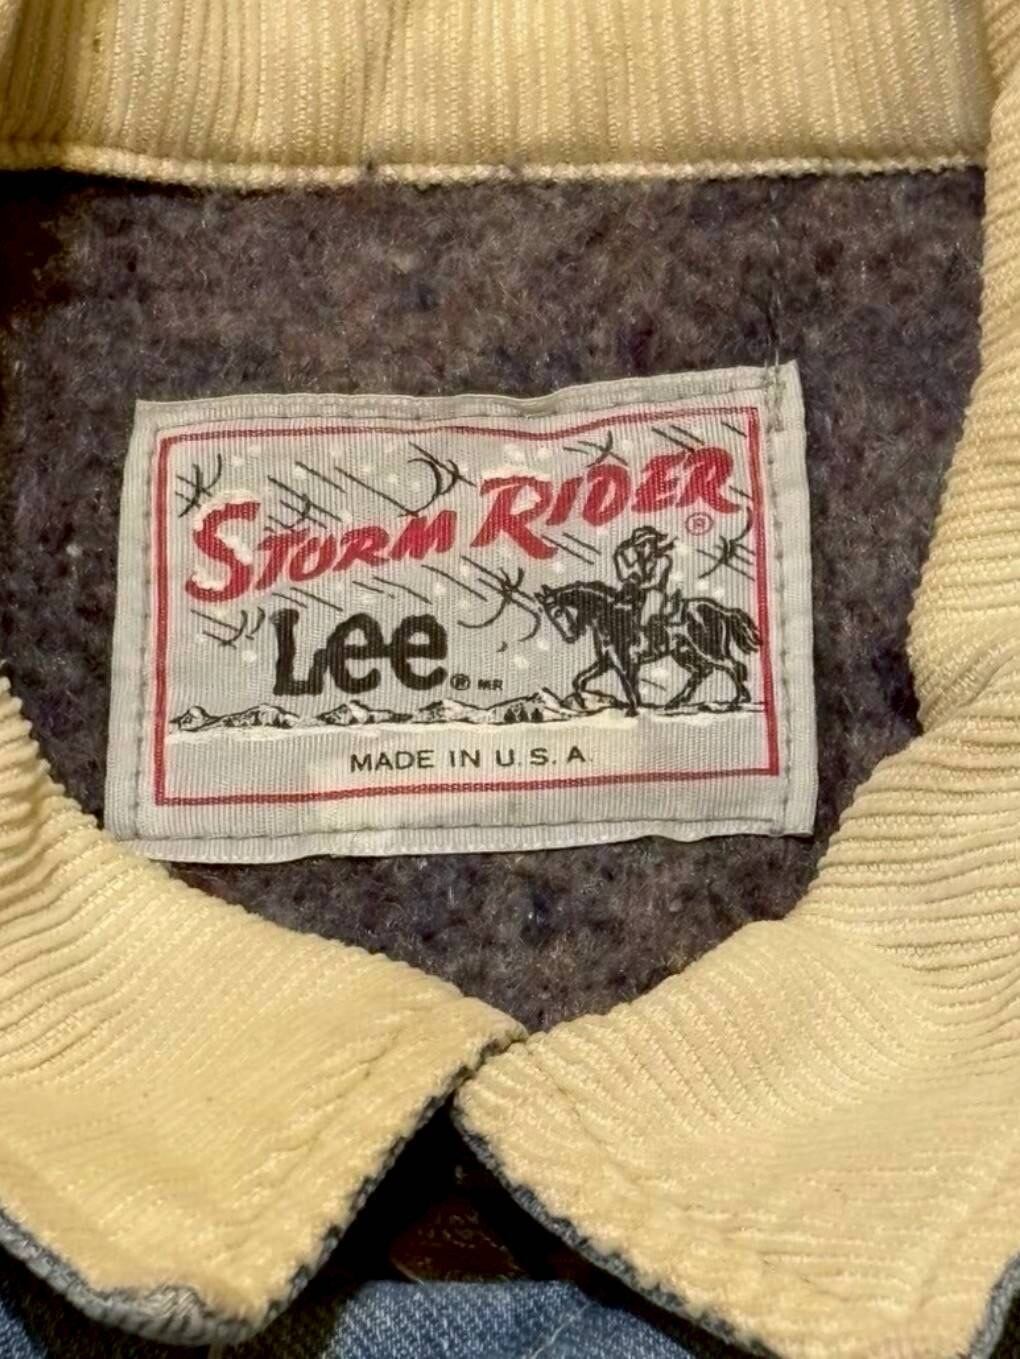 STORM RIDER ®
Lee ® MR
MADE IN U.S.A.